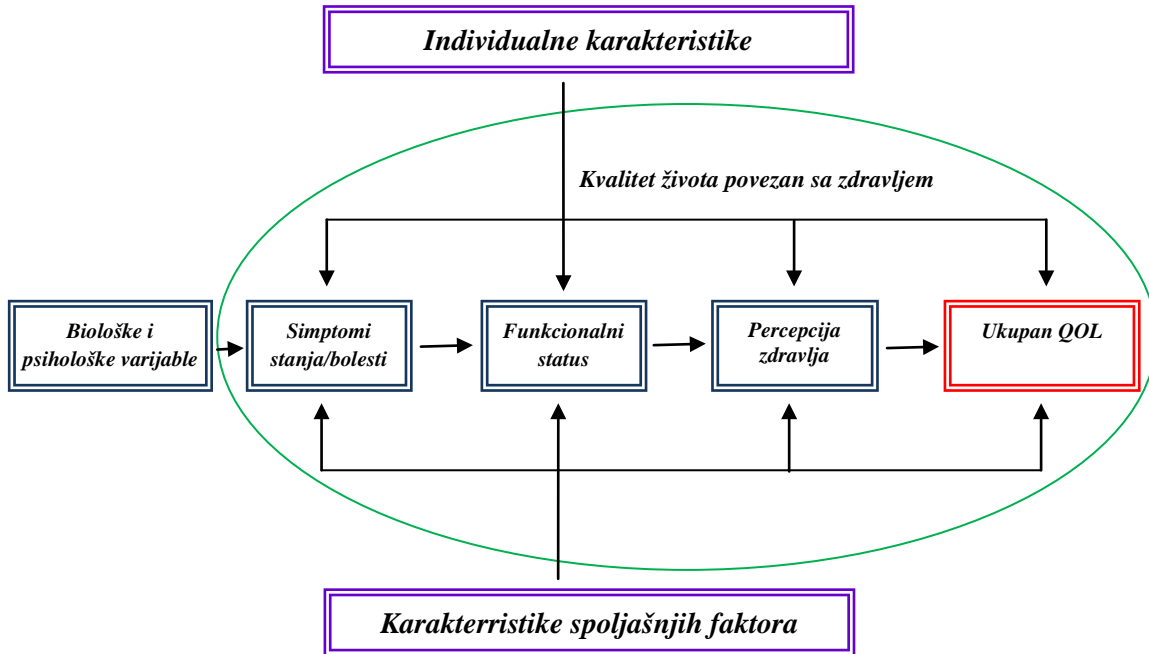 Individualne karakteristike
Kvalitet života povezan sa zdravljem
Biološke i
psihološke varijable
Simptomi
stanja/bolesti
Funkcionalni
status
Percepcija
zdravlja
Ukupan QOL
Karakterristike spoljašnjih faktora